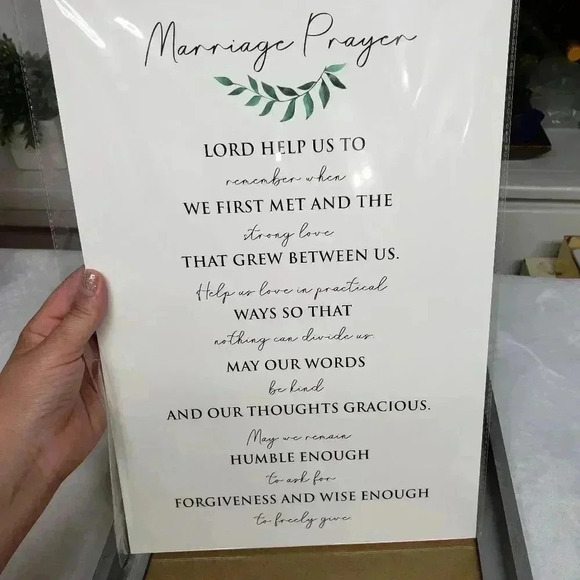 Marriage Prayer
LORD HELP US TO
remember when
WE FIRST MET AND THE
strong love
THAT GREW BETWEEN US.
Help us love in practical
WAYS SO THAT
nothing can divide us.
MAY OUR WORDS
be kind
AND OUR THOUGHTS GRACIOUS.
May we remain
HUMBLE ENOUGH
to ask for
FORGIVENESS AND WISE ENOUGH
to freely give.